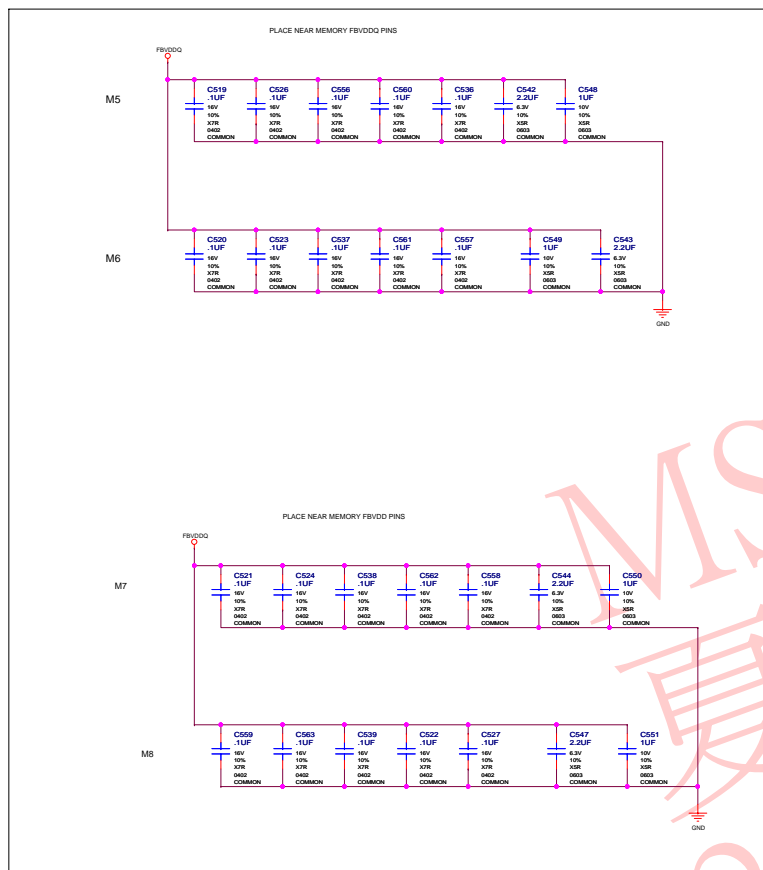 PLACE NEAR MEMORY FBVDDQ PINS
FBVDDQ
M5
C519
.1UF
16V
10%
X7R
0402
COMMON
C526
.1UF
16V
10%
X7R
0402
COMMON
C556
.1UF
16V
10%
X7R
0402
COMMON
C560
.1UF
16V
10%
X7R
0402
COMMON
C536
.1UF
16V
10%
X7R
0402
COMMON
C542
2.2UF
6.3V
10%
X5R
0603
COMMON
C548
1UF
10V
10%
X5R
0603
COMMON
M6
C520
.1UF
16V
10%
X7R
0402
COMMON
C523
.1UF
16V
10%
X7R
0402
COMMON
C537
.1UF
16V
10%
X7R
0402
COMMON
C561
.1UF
16V
10%
X7R
0402
COMMON
C557
.1UF
16V
10%
X7R
0402
COMMON
C549
1UF
10V
10%
X5R
0603
COMMON
C543
2.2UF
6.3V
10%
X5R
0603
COMMON
GND
PLACE NEAR MEMORY FBVDD PINS
FBVDDQ
M7
C521
.1UF
16V
10%
X7R
0402
COMMON
C524
.1UF
16V
10%
X7R
0402
COMMON
C538
.1UF
16V
10%
X7R
0402
COMMON
C562
.1UF
16V
10%
X7R
0402
COMMON
C558
.1UF
16V
10%
X7R
0402
COMMON
C544
2.2UF
6.3V
10%
X5R
0603
COMMON
C550
1UF
10V
10%
X5R
0603
COMMON
M8
C559
.1UF
16V
10%
X7R
0402
COMMON
C563
.1UF
16V
10%
X7R
0402
COMMON
C539
.1UF
16V
10%
X7R
0402
COMMON
C522
.1UF
16V
10%
X7R
0402
COMMON
C527
.1UF
16V
10%
X7R
0402
COMMON
C547
2.2UF
6.3V
10%
X5R
0603
COMMON
C551
1UF
10V
10%
X5R
0603
COMMON
GND
MS
夏